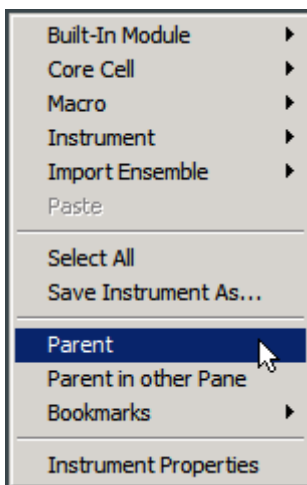 Built-In Module
Core Cell
Macro
Instrument
Import Ensemble
Paste
Select All
Save Instrument As...
Parent
Parent in other Pane
Bookmarks
Instrument Properties